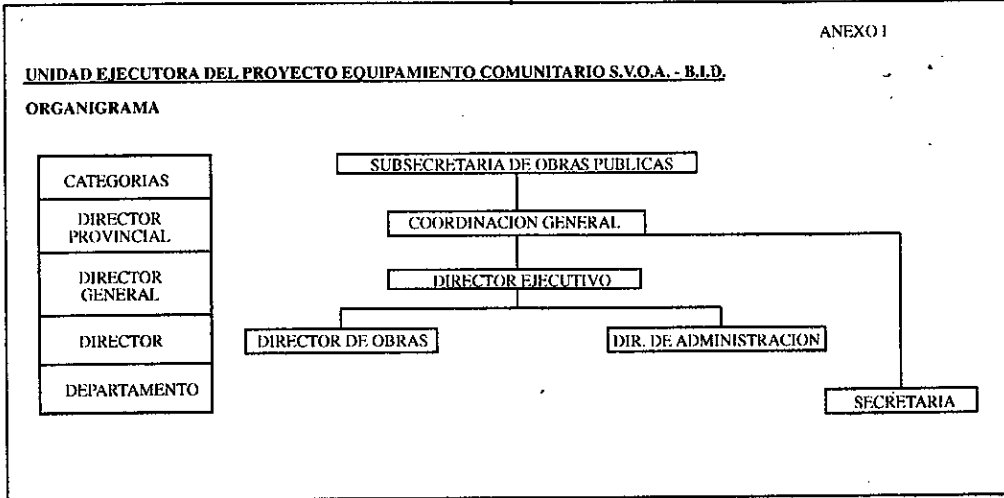 ANEXO I
UNIDAD EJECUTORA DEL PROYECTO EQUIPAMIENTO COMUNITARIO S.V.O.A. - B.I.D.
ORGANIGRAMA
CATEGORIAS
DIRECTOR
PROVINCIAL
DIRECTOR
GENERAL
DIRECTOR
DEPARTAMENTO
SUBSECRETARIA DE OBRAS PUBLICAS
COORDINACION GENERAL
DIRECTOR EJECUTIVO
DIRECTOR DE OBRAS
DIR. DE ADMINISTRACION
SECRETARIA